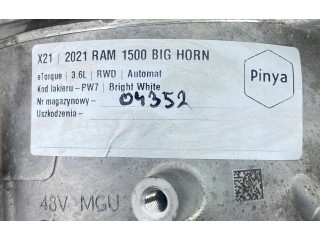 X21 | 2021 RAM 1500 BIG HORN
eTorque | 3.6L | RWD | Automat
Kod lakieru - PW7 | Bright White
Nr magazynowy - 04352
Uszkodzenia -
Pinya
48V MGU